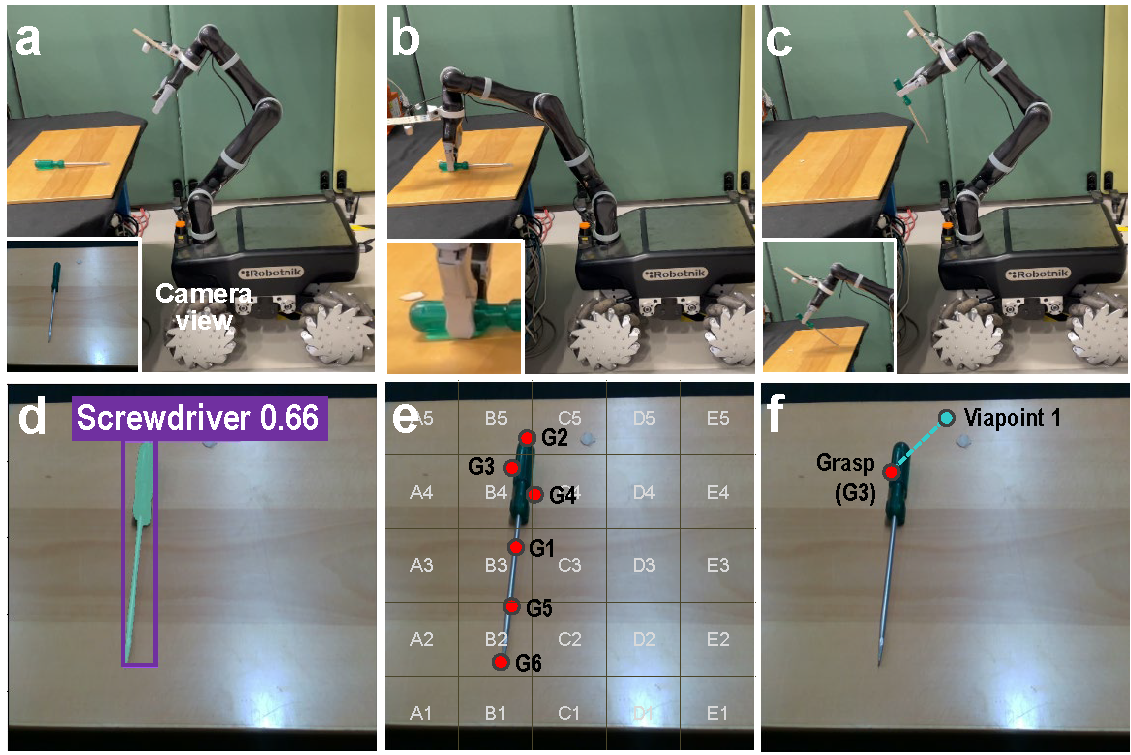 a
b
c
Robotnik
Robotnik
Robotnik
Camera
view
d
Screwdriver 0.66
e
A5 B5 C5 D5 E5
G2
G3
A4 B4 C4 D4 E4
G4
G1
A3 B3 C3 D3 E3
G5
A2 B2 C2 D2 E2
G6
A1 B1 C1 D1 E1
f
Viapoint 1
Grasp
(G3)